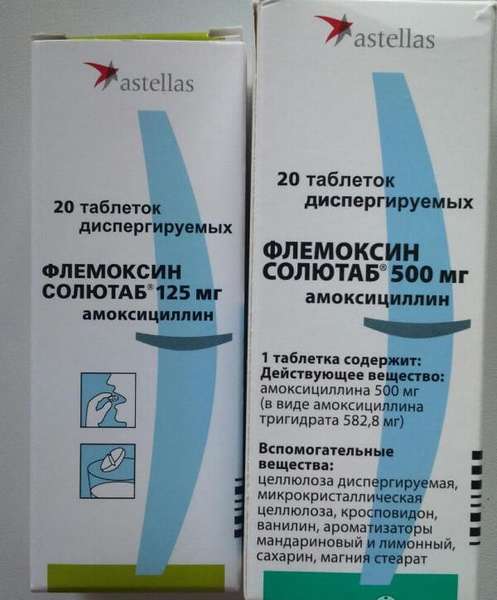 astellas
20 таблеток
диспергируемых
ФЛЕМОКСИН
СОЛЮТАБ® 125 мг
амоксициллин
astellas
20 таблеток
диспергируемых
ФЛЕМОКСИН
СОЛЮТАБ® 500 мг
амоксициллин
1 таблетка содержит:
Действующее вещество:
амоксициллина 500 мг
(в виде амоксициллина
тригидрата 582,8 мг)
Вспомогательные
вещества:
целлюлоза диспергируемая,
микрокристаллическая
целлюлоза, кросповидон,
ванилин, ароматизаторы
мандариновый и лимонный,
сахарин, магния стеарат